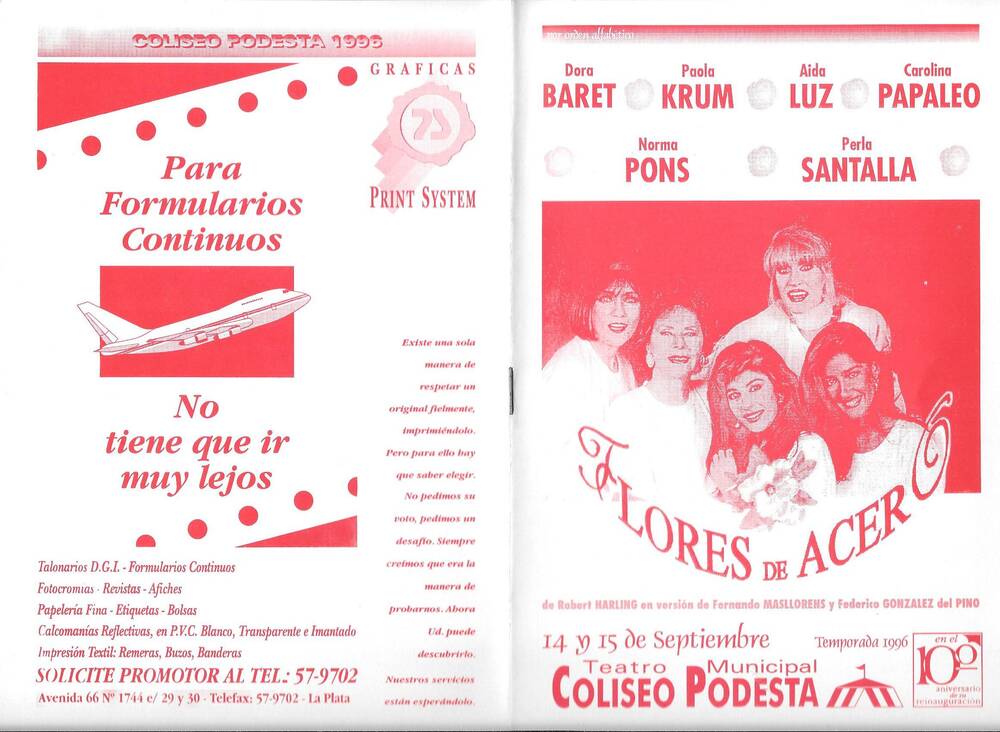 COLISEO PODESTA 1996
GRAFICAS
7S
PRINT SYSTEM
Para
Formularios
Continuos
No
tiene que ir
muy lejos
Existe una sola
manera de
respetar un
original fielmente,
imprimiéndolo.
Pero para ello hay
que saber elegir.
No pedimos su
voto, pedimos un
desafio. Siempre
creímos que era la
manera de
probarnos. Ahora
Ud. puede
descubrirlo.
Nuestros servicios
están esperándolo.
Talonarios D.G.I. - Formularios Continuos
Fotocromias - Revistas - Afiches
Papelería Fina - Etiquetas - Bolsas
Calcomanías Reflectivas, en P.V.C. Blanco, Transparente e Imantado
Impresión Textil: Remeras, Buzos, Banderas
SOLICITE PROMOTOR AL TEL.: 57-9702
Avenida 66 Nº 1744 e/ 29 y 30 - Telefax: 57-9702 - La Plata
por orden alfabético
Dora
BARET
Paola
KRUM
Aida
LUZ
Carolina
PAPALEO
Norma
PONS
Perla
SANTALLA
FLORES DE ACERO
de Robert HARLING en versión de Fernando MASLLOREHS y Federico GONZALEZ del PINO
14 y 15 de Septiembre
Temporada 1996
Teatro Municipal
COLISEO PODESTA
en el
10º
aniversario
de su
reinauguración